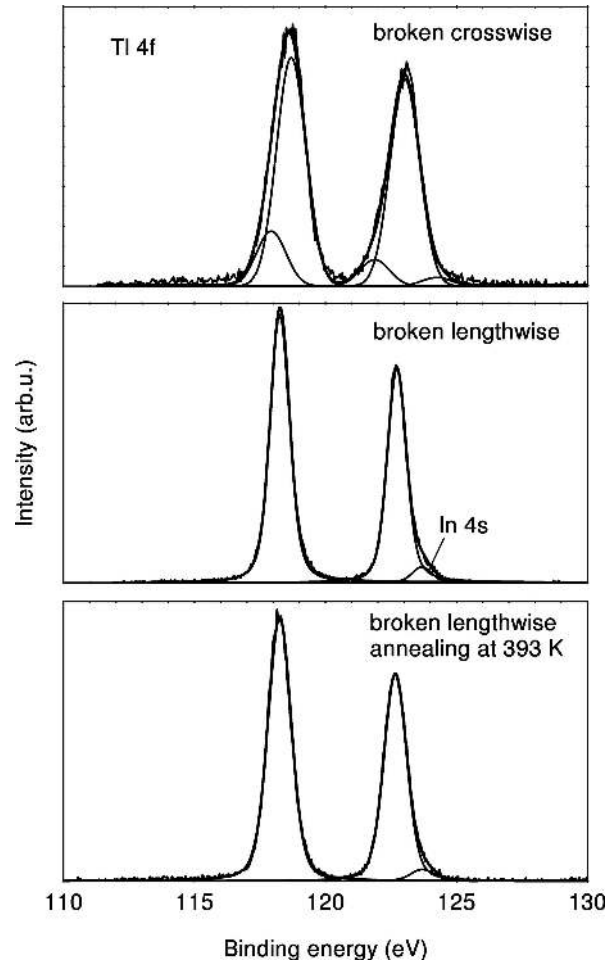 Tl 4f
broken crosswise
broken lengthwise
In 4s
broken lengthwise
annealing at 393 K
Intensity (arb.u.)
110 115 120 125 130
Binding energy (eV)